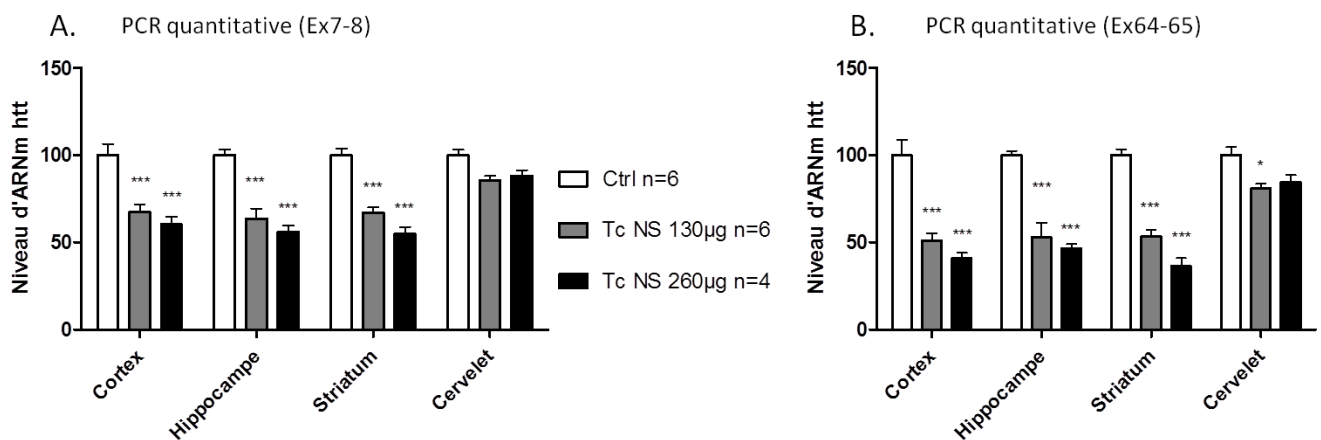 A. PCR quantitative (Ex7-8)
Niveau d'ARNm htt
150
100
50
0
*** *** *** *** *** ***
Cortex Hippocampe Striatum Cervelet
Ctrl n=6
Tc NS 130µg n=6
Tc NS 260µg n=4
B. PCR quantitative (Ex64-65)
Niveau d'ARNm htt
150
100
50
0
*** *** *** *** *** *** *
Cortex Hippocampe Striatum Cervelet